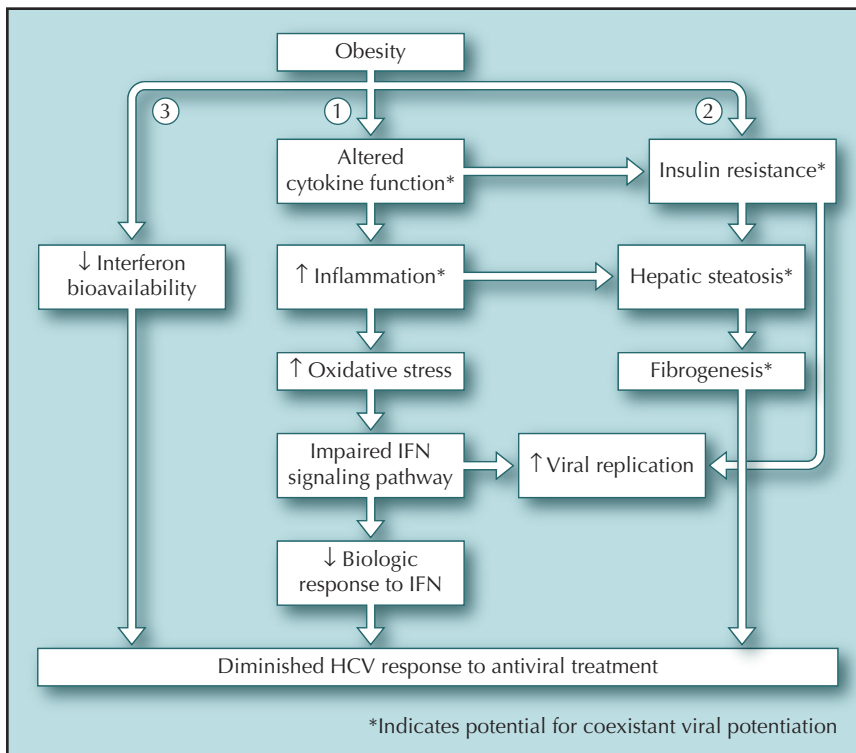 Obesity
3
1
2
Altered
cytokine function*
Insulin resistance*
↓ Interferon
bioavailability
↑ Inflammation*
Hepatic steatosis*
↑ Oxidative stress
Fibrogenesis*
Impaired IFN
signaling pathway
↑ Viral replication
↓ Biologic
response to IFN
Diminished HCV response to antiviral treatment
*Indicates potential for coexistant viral potentiation